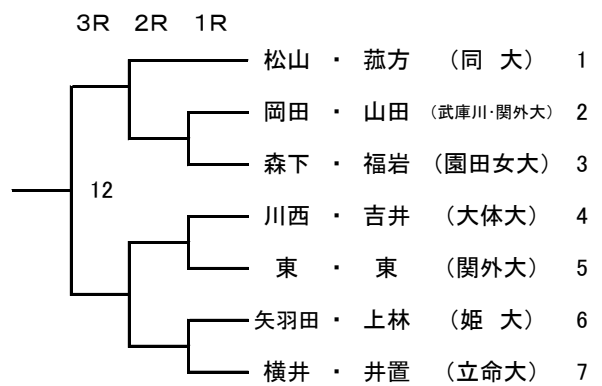 3R 2R 1R
松山 ・ 菰方 (同 大) 1
岡田 ・ 山田 (武庫川・関外大) 2
森下 ・ 福岩 (園田女大) 3
12
川西 ・ 吉井 (大体大) 4
東 ・ 東 (関外大) 5
矢羽田 ・ 上林 (姫 大) 6
横井 ・ 井置 (立命大) 7